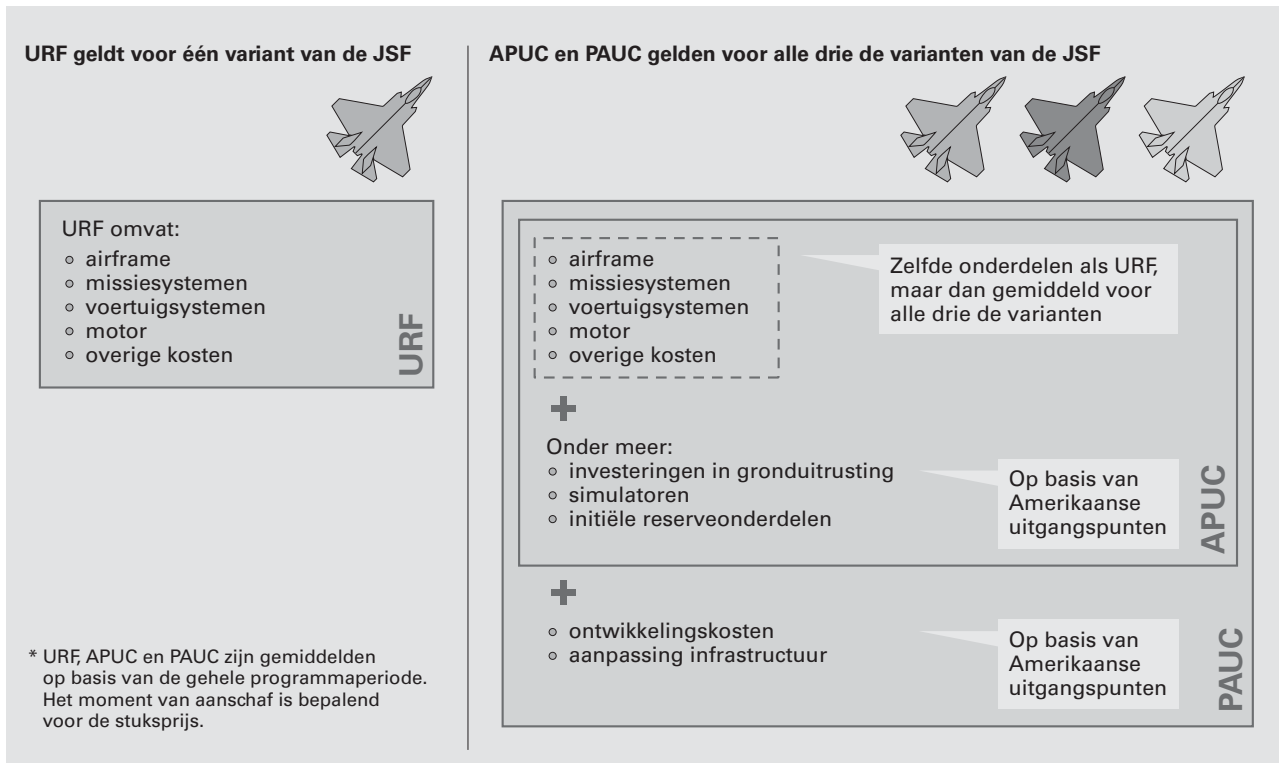 URF geldt voor één variant van de JSF
URF omvat:
airframe
missiesystemen
voertuigsystemen
motor
overige kosten
URF
* URF, APUC en PAUC zijn gemiddelden
op basis van de gehele programmaperiode.
Het moment van aanschaf is bepalend
voor de stuksprijs.
APUC en PAUC gelden voor alle drie de varianten van de JSF
airframe
missiesystemen
voertuigsystemen
motor
overige kosten
Zelfde onderdelen als URF,
maar dan gemiddeld voor
alle drie de varianten
Onder meer:
investeringen in gronduitrusting
simulatoren
initiële reserveonderdelen
Op basis van
Amerikaanse
uitgangspunten
APUC
ontwikkelingskosten
aanpassing infrastructuur
Op basis van
Amerikaanse
uitgangspunten
PAUC